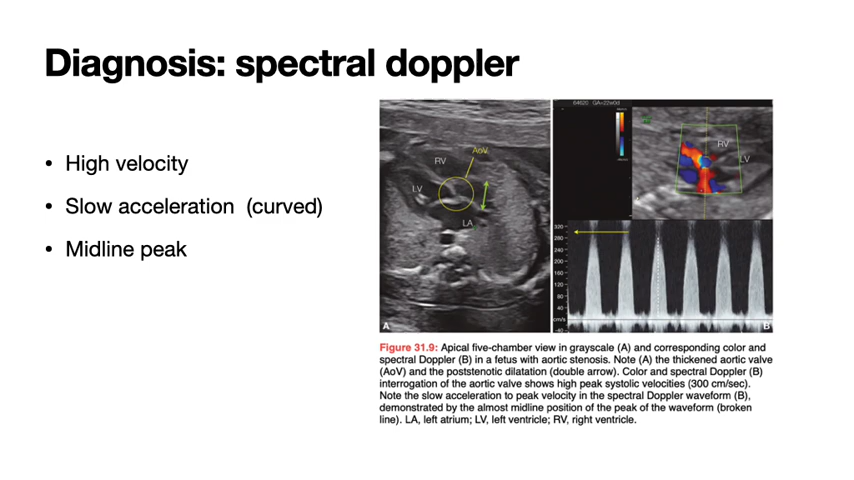 Diagnosis: spectral doppler
• High velocity
• Slow acceleration (curved)
• Midline peak
AoV
RV
LV
LA
A
GA=22w0d
RV
LV
320
280
240
200
160
120
80
40
cm/s
-40
B
Figure 31.9: Apical five-chamber view in grayscale (A) and corresponding color and
spectral Doppler (B) in a fetus with aortic stenosis. Note (A) the thickened aortic valve
(AoV) and the poststenotic dilatation (double arrow). Color and spectral Doppler (B)
interrogation of the aortic valve shows high peak systolic velocities (300 cm/sec).
Note the slow acceleration to peak velocity in the spectral Doppler waveform (B),
demonstrated by the almost midline position of the peak of the waveform (broken
line). LA, left atrium; LV, left ventricle; RV, right ventricle.